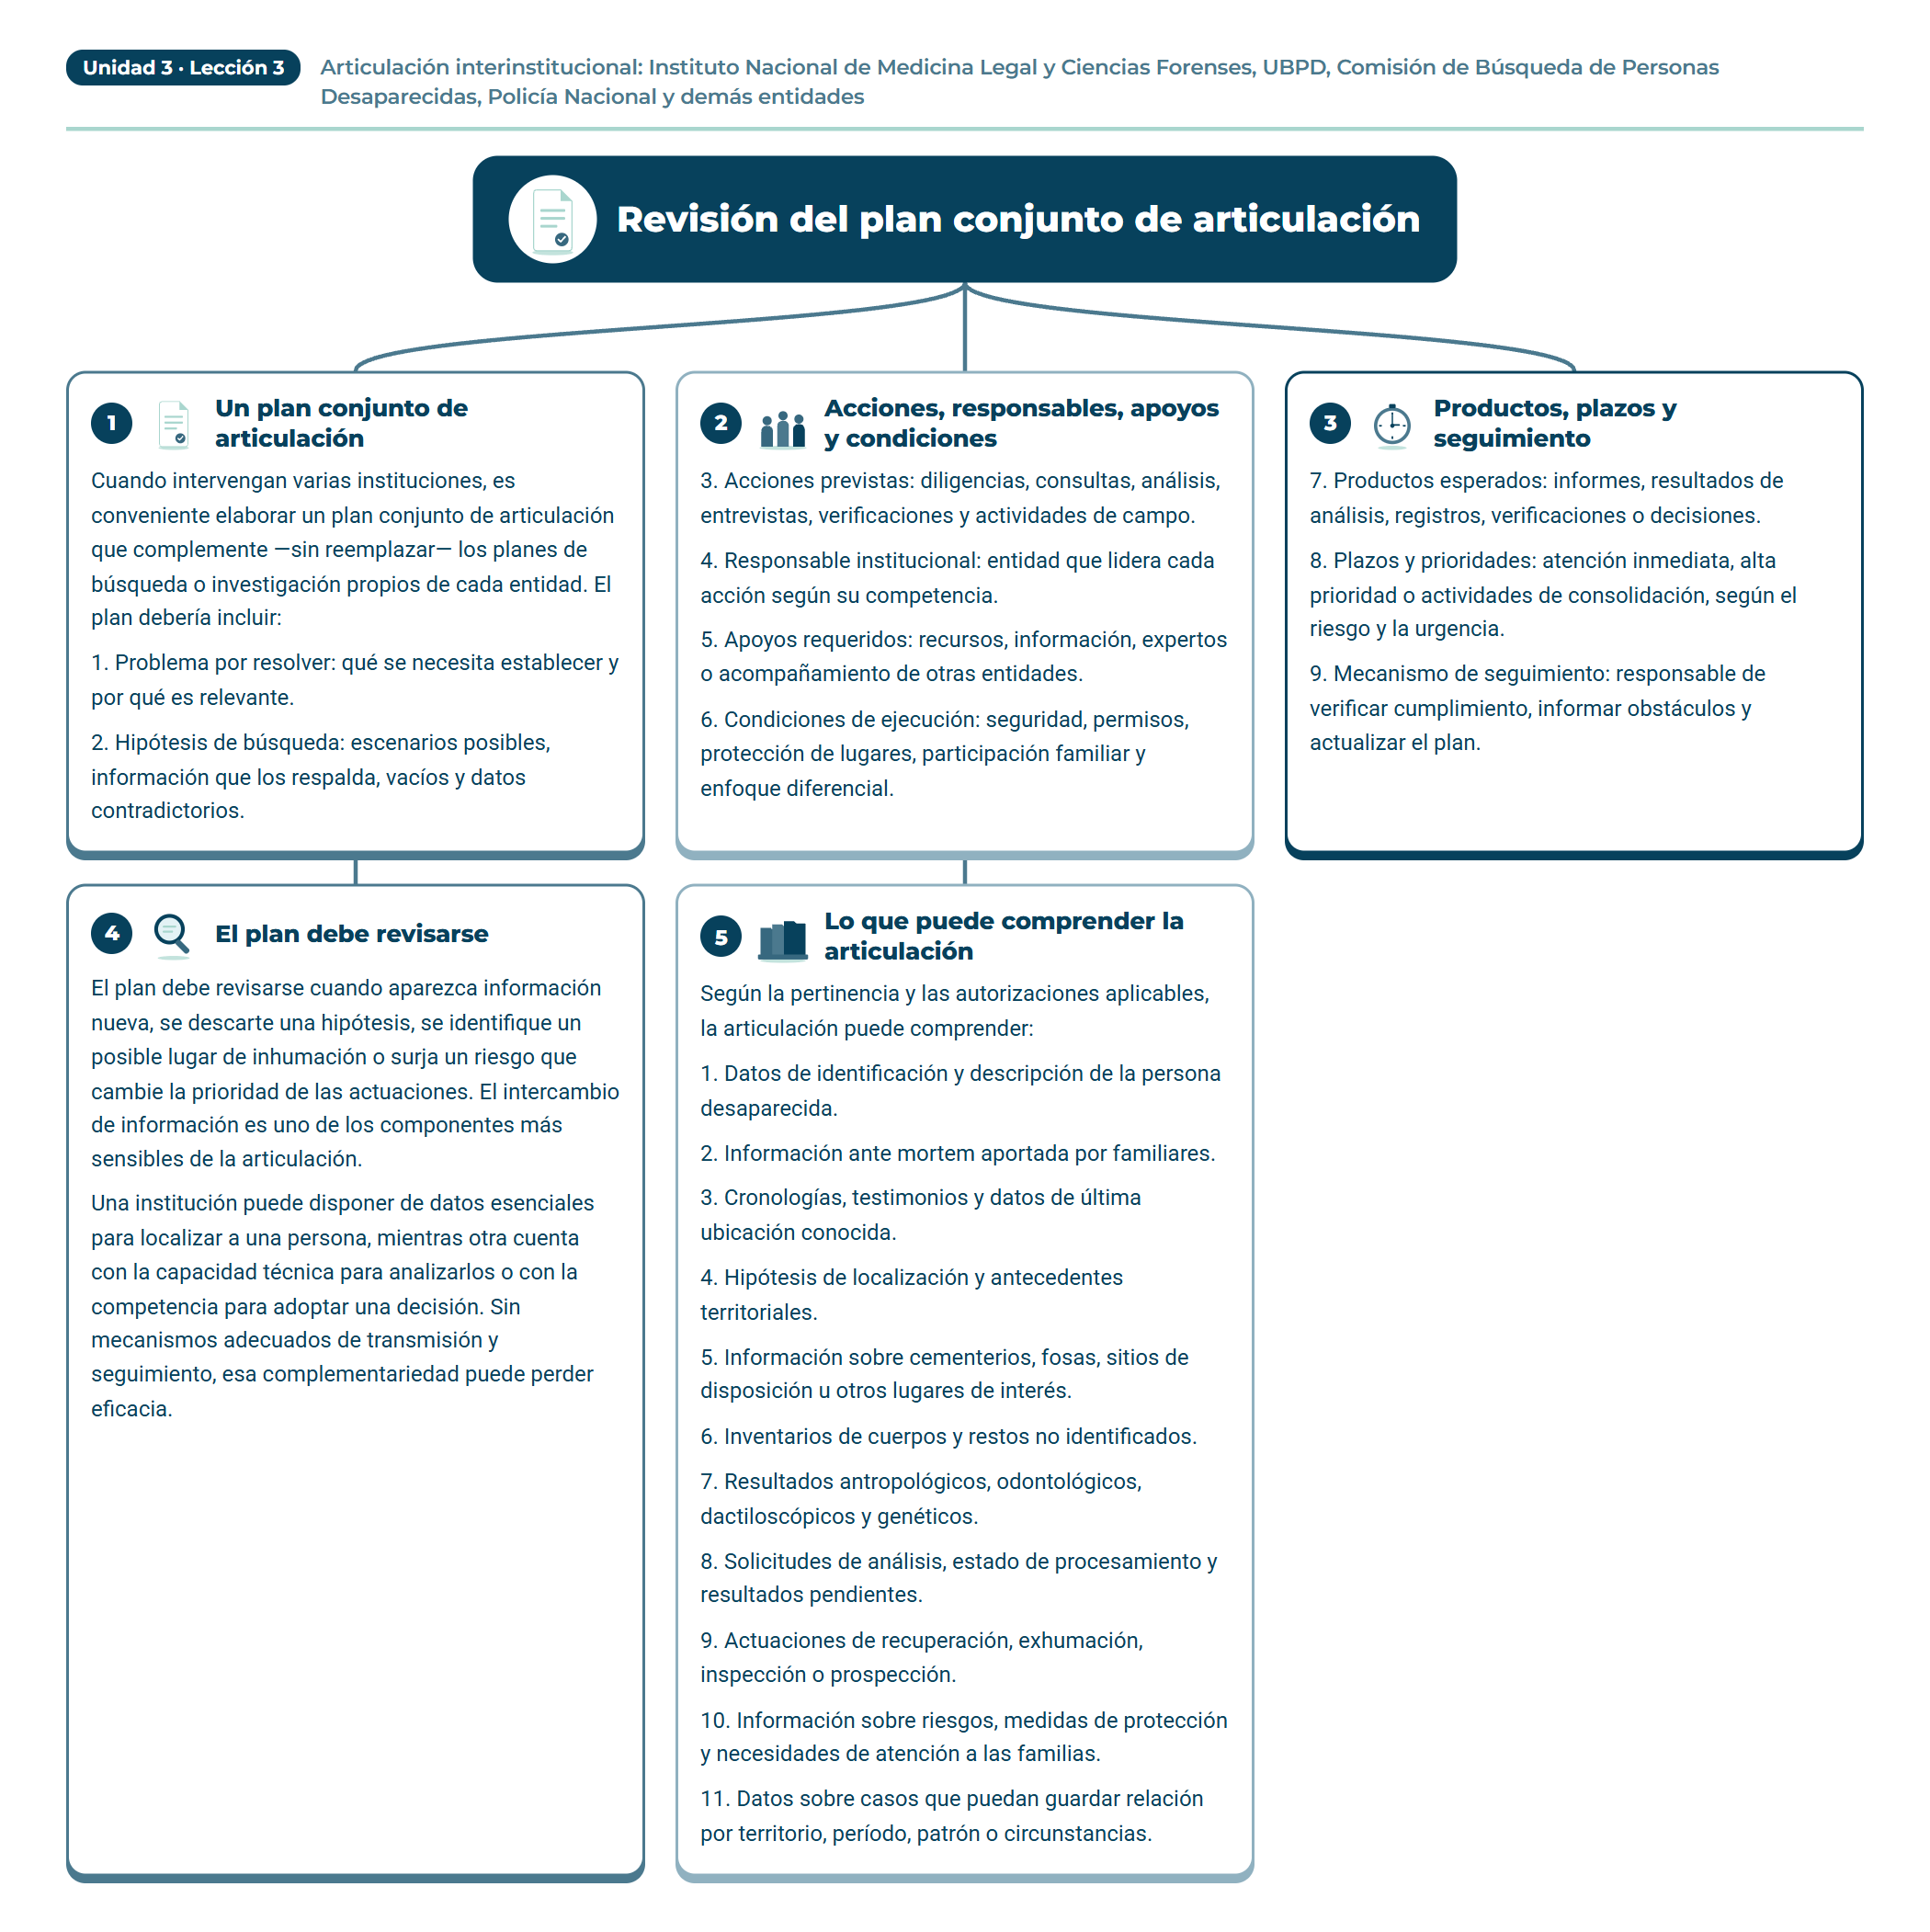 Unidad 3 · Lección 3
Articulación interinstitucional: Instituto Nacional de Medicina Legal y Ciencias Forenses, UBPD, Comisión de Búsqueda de Personas
Desaparecidas, Policía Nacional y demás entidades
Revisión del plan conjunto de articulación
1
Un plan conjunto de
articulación
Cuando intervengan varias instituciones, es
conveniente elaborar un plan conjunto de articulación
que complemente —sin reemplazar— los planes de
búsqueda o investigación propios de cada entidad. El
plan debería incluir:
1. Problema por resolver: qué se necesita establecer y
por qué es relevante.
2. Hipótesis de búsqueda: escenarios posibles,
información que los respalda, vacíos y datos
contradictorios.
2
Acciones, responsables, apoyos
y condiciones
3. Acciones previstas: diligencias, consultas, análisis,
entrevistas, verificaciones y actividades de campo.
4. Responsable institucional: entidad que lidera cada
acción según su competencia.
5. Apoyos requeridos: recursos, información, expertos
o acompañamiento de otras entidades.
6. Condiciones de ejecución: seguridad, permisos,
protección de lugares, participación familiar y
enfoque diferencial.
3
Productos, plazos y
seguimiento
7. Productos esperados: informes, resultados de
análisis, registros, verificaciones o decisiones.
8. Plazos y prioridades: atención inmediata, alta
prioridad o actividades de consolidación, según el
riesgo y la urgencia.
9. Mecanismo de seguimiento: responsable de
verificar cumplimiento, informar obstáculos y
actualizar el plan.
4
El plan debe revisarse
El plan debe revisarse cuando aparezca información
nueva, se descarte una hipótesis, se identifique un
posible lugar de inhumación o surja un riesgo que
cambie la prioridad de las actuaciones. El intercambio
de información es uno de los componentes más
sensibles de la articulación.
Una institución puede disponer de datos esenciales
para localizar a una persona, mientras otra cuenta
con la capacidad técnica para analizarlos o con la
competencia para adoptar una decisión. Sin
mecanismos adecuados de transmisión y
seguimiento, esa complementariedad puede perder
eficacia.
5
Lo que puede comprender la
articulación
Según la pertinencia y las autorizaciones aplicables,
la articulación puede comprender:
1. Datos de identificación y descripción de la persona
desaparecida.
2. Información ante mortem aportada por familiares.
3. Cronologías, testimonios y datos de última
ubicación conocida.
4. Hipótesis de localización y antecedentes
territoriales.
5. Información sobre cementerios, fosas, sitios de
disposición u otros lugares de interés.
6. Inventarios de cuerpos y restos no identificados.
7. Resultados antropológicos, odontológicos,
dactiloscópicos y genéticos.
8. Solicitudes de análisis, estado de procesamiento y
resultados pendientes.
9. Actuaciones de recuperación, exhumación,
inspección o prospección.
10. Información sobre riesgos, medidas de protección
y necesidades de atención a las familias.
11. Datos sobre casos que puedan guardar relación
por territorio, período, patrón o circunstancias.